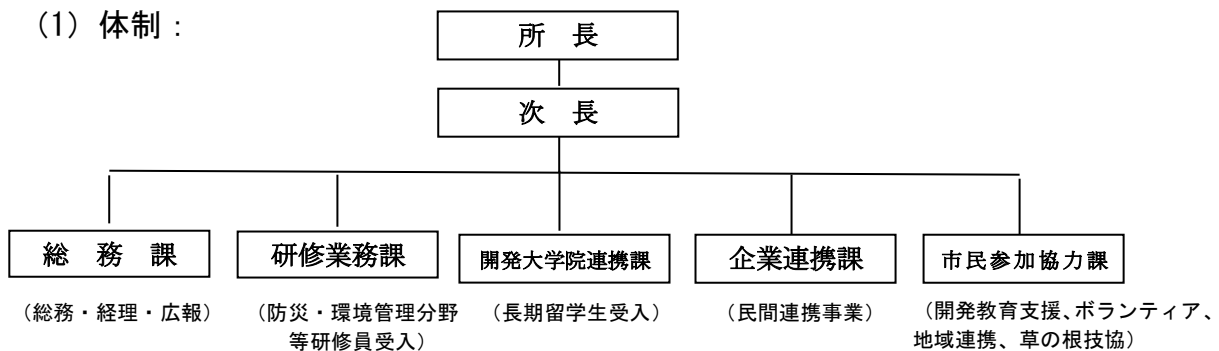 (1) 体制：
所　長
次　長
総　務　課
研修業務課
開発大学院連携課
企業連携課
市民参加協力課
（総務・経理・広報）
（防災・環境管理分野
等研修員受入）
（長期留学生受入）
（民間連携事業）
（開発教育支援、ボランティア、
地域連携、草の根技協）